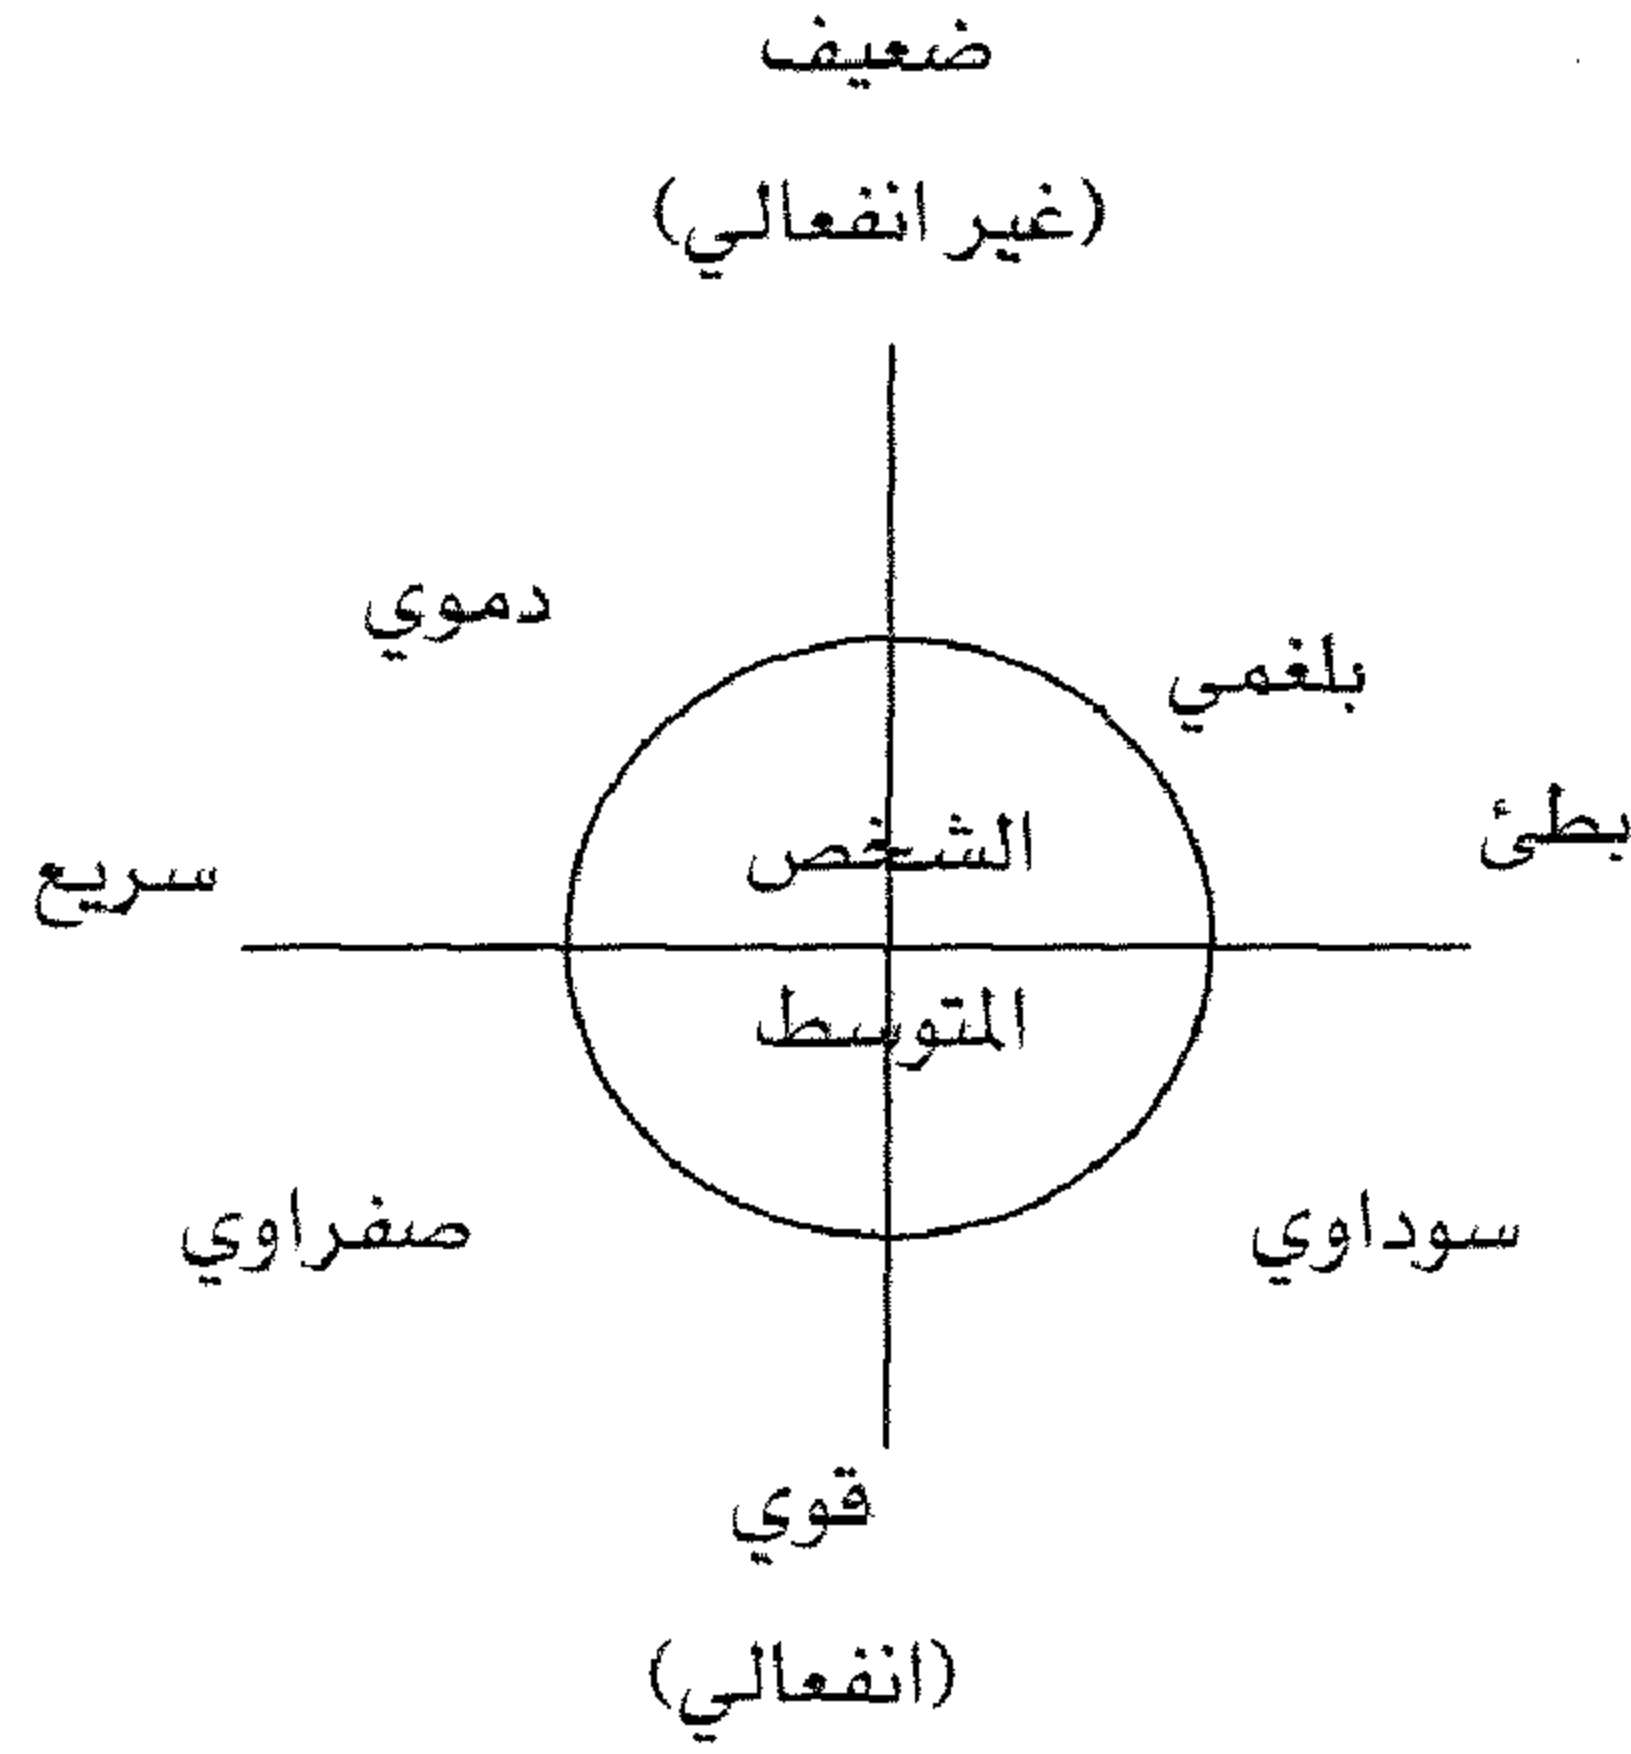 ضعيف
(غير انفعالي)
دموي
بلغمي
بطئ
سريع
الشخص
المتوسط
سوداوي
صفراوي
قوي
(انفعالي)